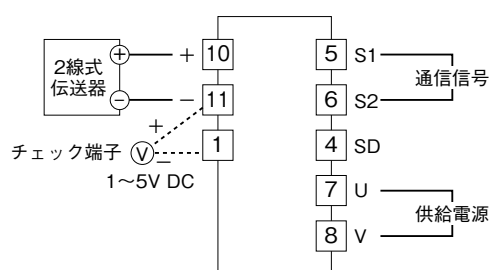 2線式
伝送器
+
−
+
−
10
11
1
+
−
チェック端子
V
1～5V DC
5 S1
6 S2
通信信号
4 SD
7 U
8 V
供給電源